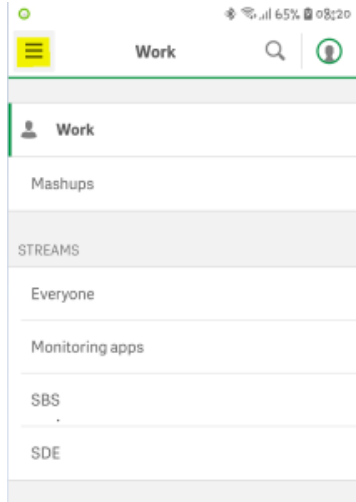 65% 08:20
Work
Work
Mashups
STREAMS
Everyone
Monitoring apps
SBS
SDE